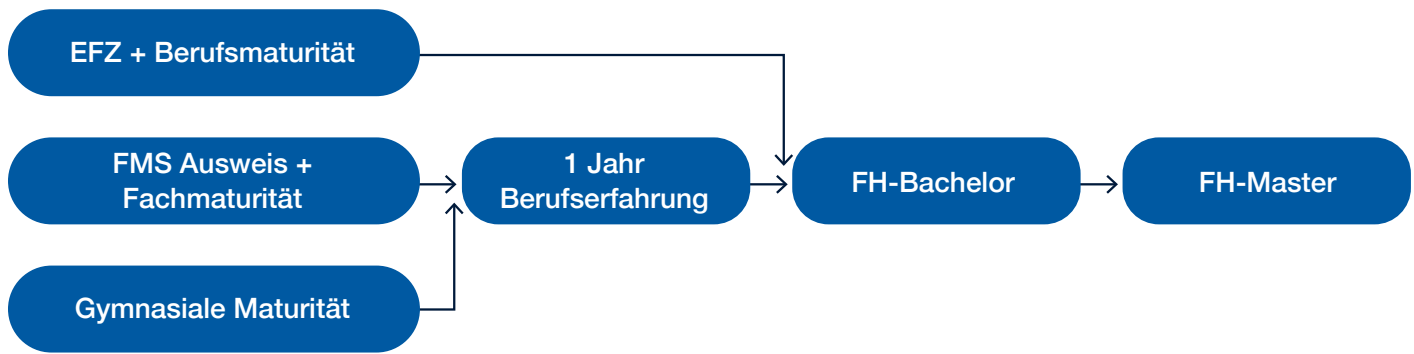 EFZ + Berufsmaturität
FMS Ausweis +
Fachmaturität
1 Jahr
Berufserfahrung
FH-Bachelor
FH-Master
Gymnasiale Maturität